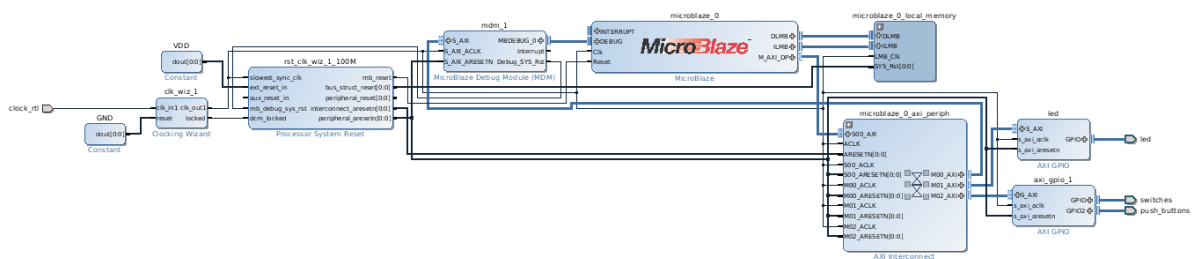 VDD
dout[0:0]
Constant
clock_rtl
clk_wiz_1
clk_in1
clk_out1
reset
locked
Clocking Wizard
GND
dout[0:0]
Constant
rst_clk_wiz_1_100M
slowest_sync_clk
mb_reset
ext_reset_in
bus_struct_reset[0:0]
aux_reset_in
peripheral_reset[0:0]
mb_debug_sys_rst
interconnect_aresetn[0:0]
dcm_locked
peripheral_aresetn[0:0]
Processor System Reset
mdm_1
S_AXI
MBDEBUG_0
S_AXI_ACLK
Interrupt
S_AXI_ARESETN
Debug_SYS_Rst
MicroBlaze Debug Module (MDM)
microblaze_0
INTERRUPT
DEBUG
Clk
Reset
MicroBlaze
DLMB
ILMB
M_AXI_DP
MicroBlaze
microblaze_0_local_memory
DLMB
ILMB
LMB_Clk
SYS_Rst[0:0]
microblaze_0_axi_periph
S00_AXI
ACLK
ARESETN[0:0]
S00_ACLK
S00_ARESETN[0:0]
M00_ACLK
M00_ARESETN[0:0]
M01_ACLK
M01_ARESETN[0:0]
M02_ACLK
M02_ARESETN[0:0]
M00_AXI
M01_AXI
M02_AXI
AXI Interconnect
led
S_AXI
s_axi_aclk
s_axi_aresetn
GPIO
AXI GPIO
led
axi_gpio_1
S_AXI
s_axi_aclk
s_axi_aresetn
GPIO
GPIO2
AXI GPIO
switches
push_buttons